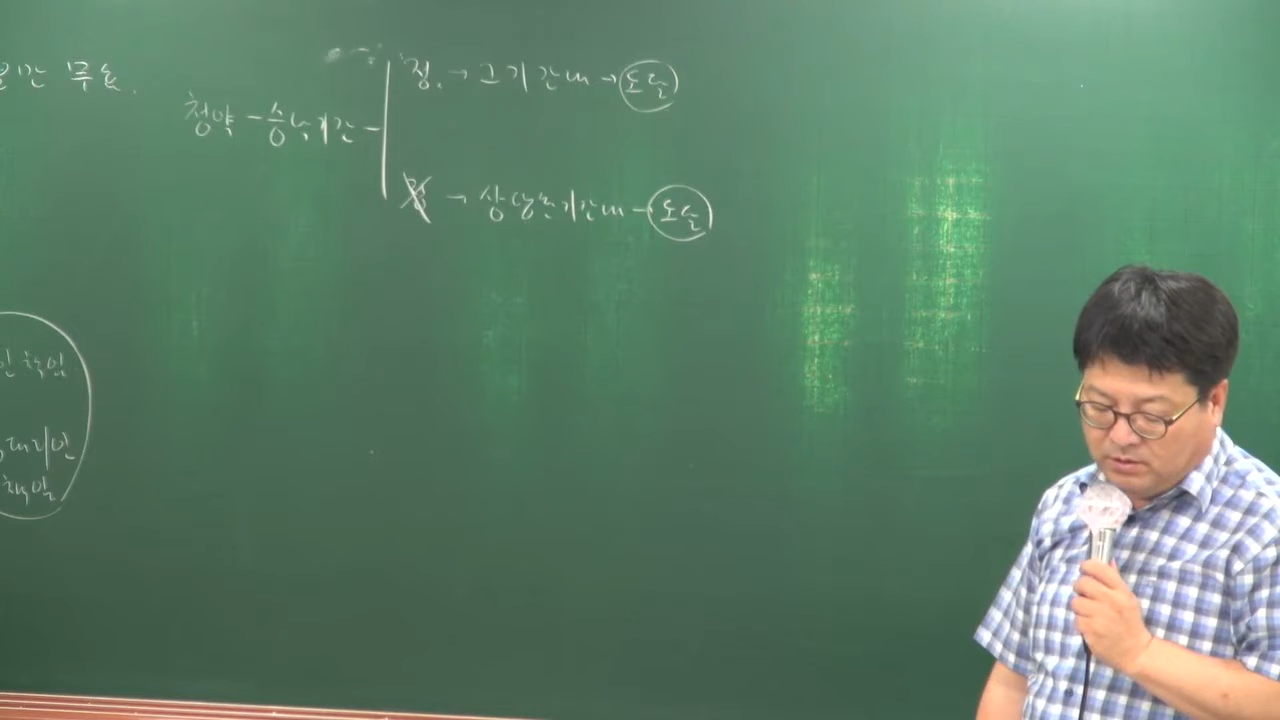 무효.
청약 - 승낙기간 -
정. → 그 기간내 → 도달
정 → 상당한 기간내 - 도달
책임
대리인
책임